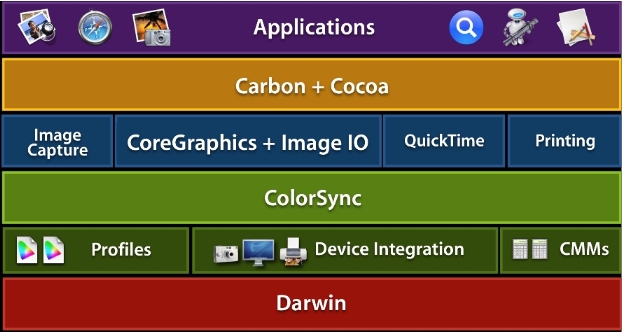 Applications
Carbon + Cocoa
Image
Capture
CoreGraphics + Image IO
QuickTime
Printing
ColorSync
Profiles
Device Integration
CMMs
Darwin